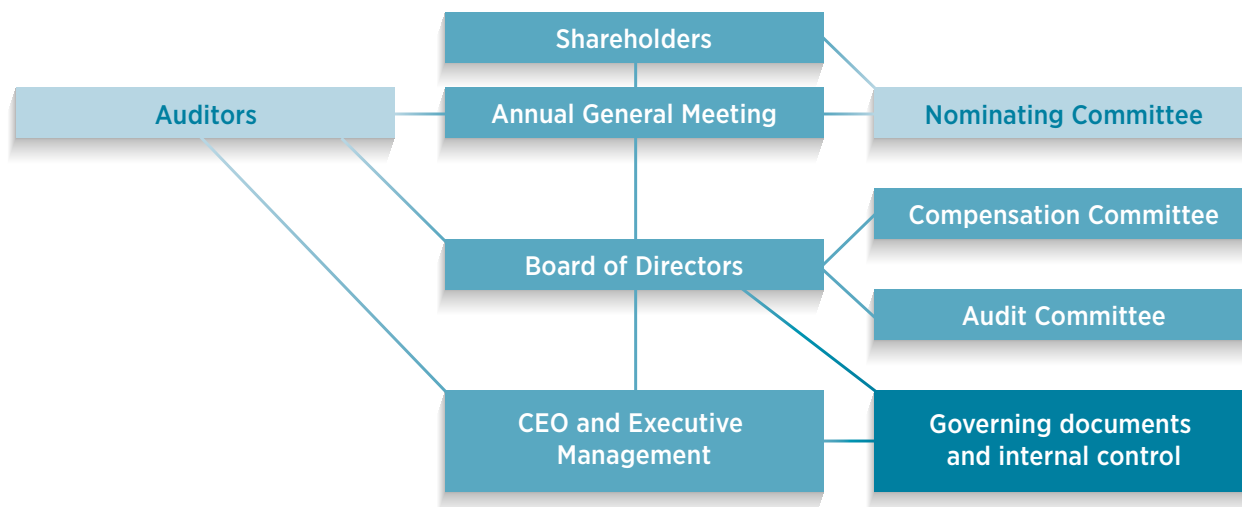 Shareholders
Auditors
Annual General Meeting
Nominating Committee
Compensation Committee
Board of Directors
Audit Committee
CEO and Executive
Management
Governing documents
and internal control